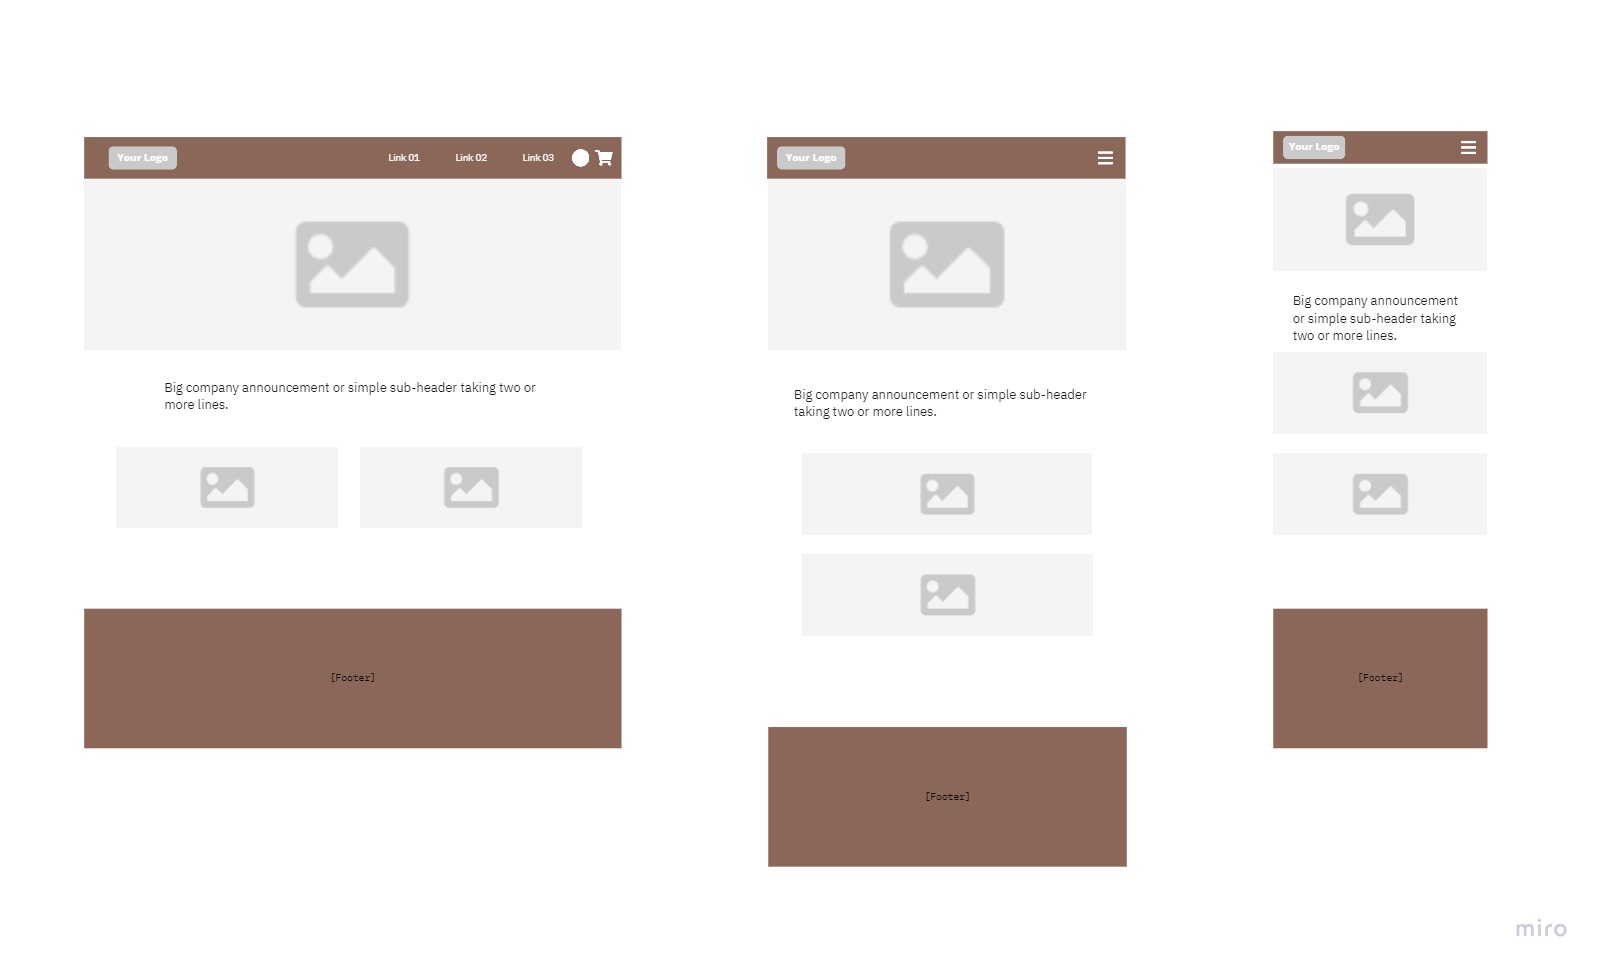 Your Logo
Link 01
Link 02
Link 03
Big company announcement or simple sub-header taking two or
more lines.
[Footer]
Your Logo
Big company announcement or simple sub-header
taking two or more lines.
[Footer]
Your Logo
Big company announcement
or simple sub-header taking
two or more lines.
[Footer]
miro